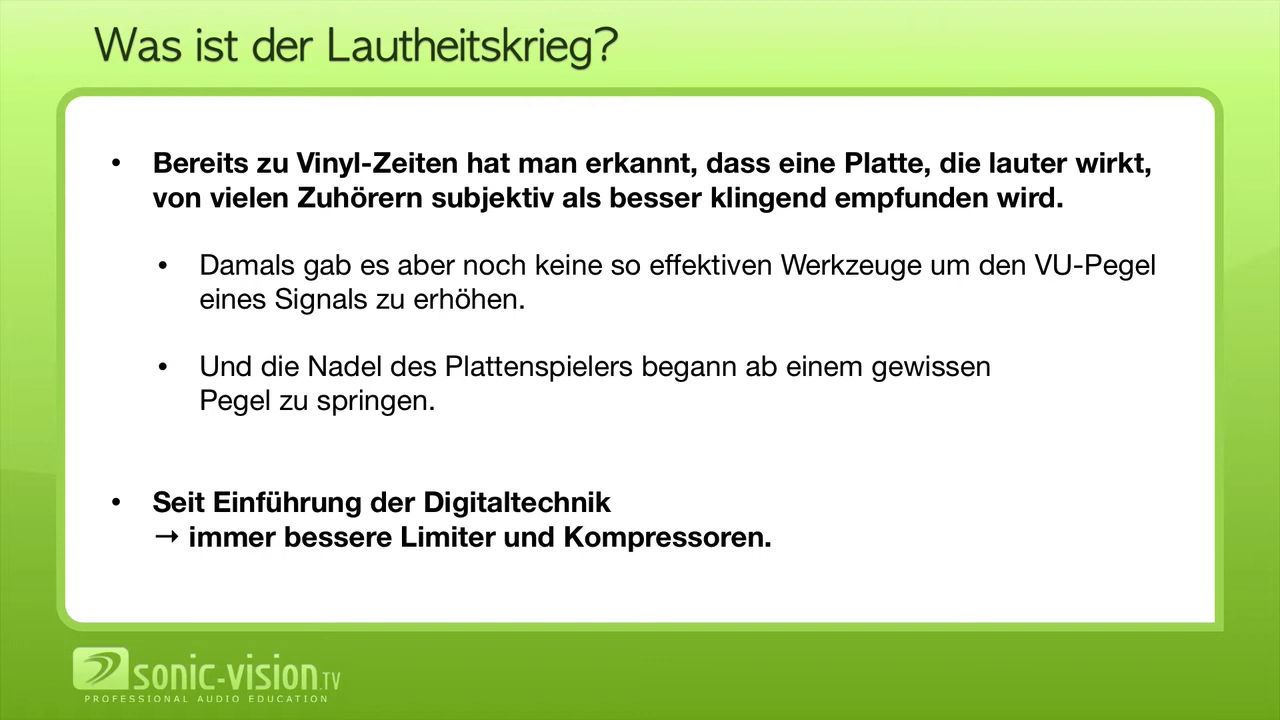 Was ist der Lautheitskrieg?
• Bereits zu Vinyl-Zeiten hat man erkannt, dass eine Platte, die lauter wirkt,
von vielen Zuhörern subjektiv als besser klingend empfunden wird.
• Damals gab es aber noch keine so effektiven Werkzeuge um den VU-Pegel
eines Signals zu erhöhen.
• Und die Nadel des Plattenspielers begann ab einem gewissen
Pegel zu springen.
• Seit Einführung der Digitaltechnik
→ immer bessere Limiter und Kompressoren.
sonic-vision.TV
PROFESSIONAL AUDIO EDUCATION